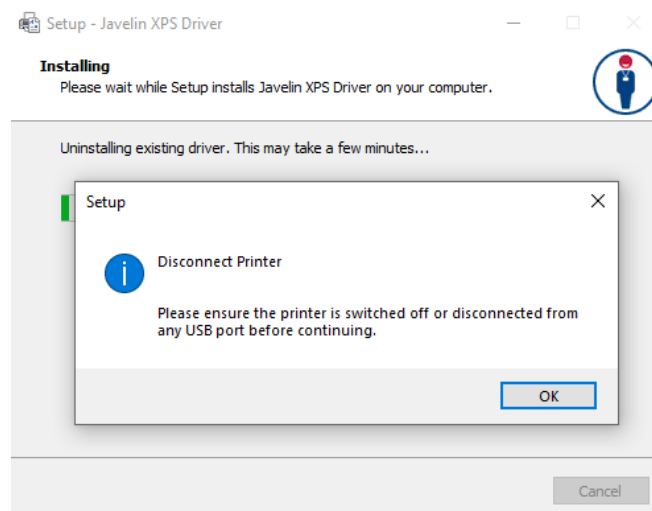 Setup - Javelin XPS Driver
Installing
Please wait while Setup installs Javelin XPS Driver on your computer.
Uninstalling existing driver. This may take a few minutes...
Setup
Disconnect Printer
Please ensure the printer is switched off or disconnected from
any USB port before continuing.
OK
Cancel